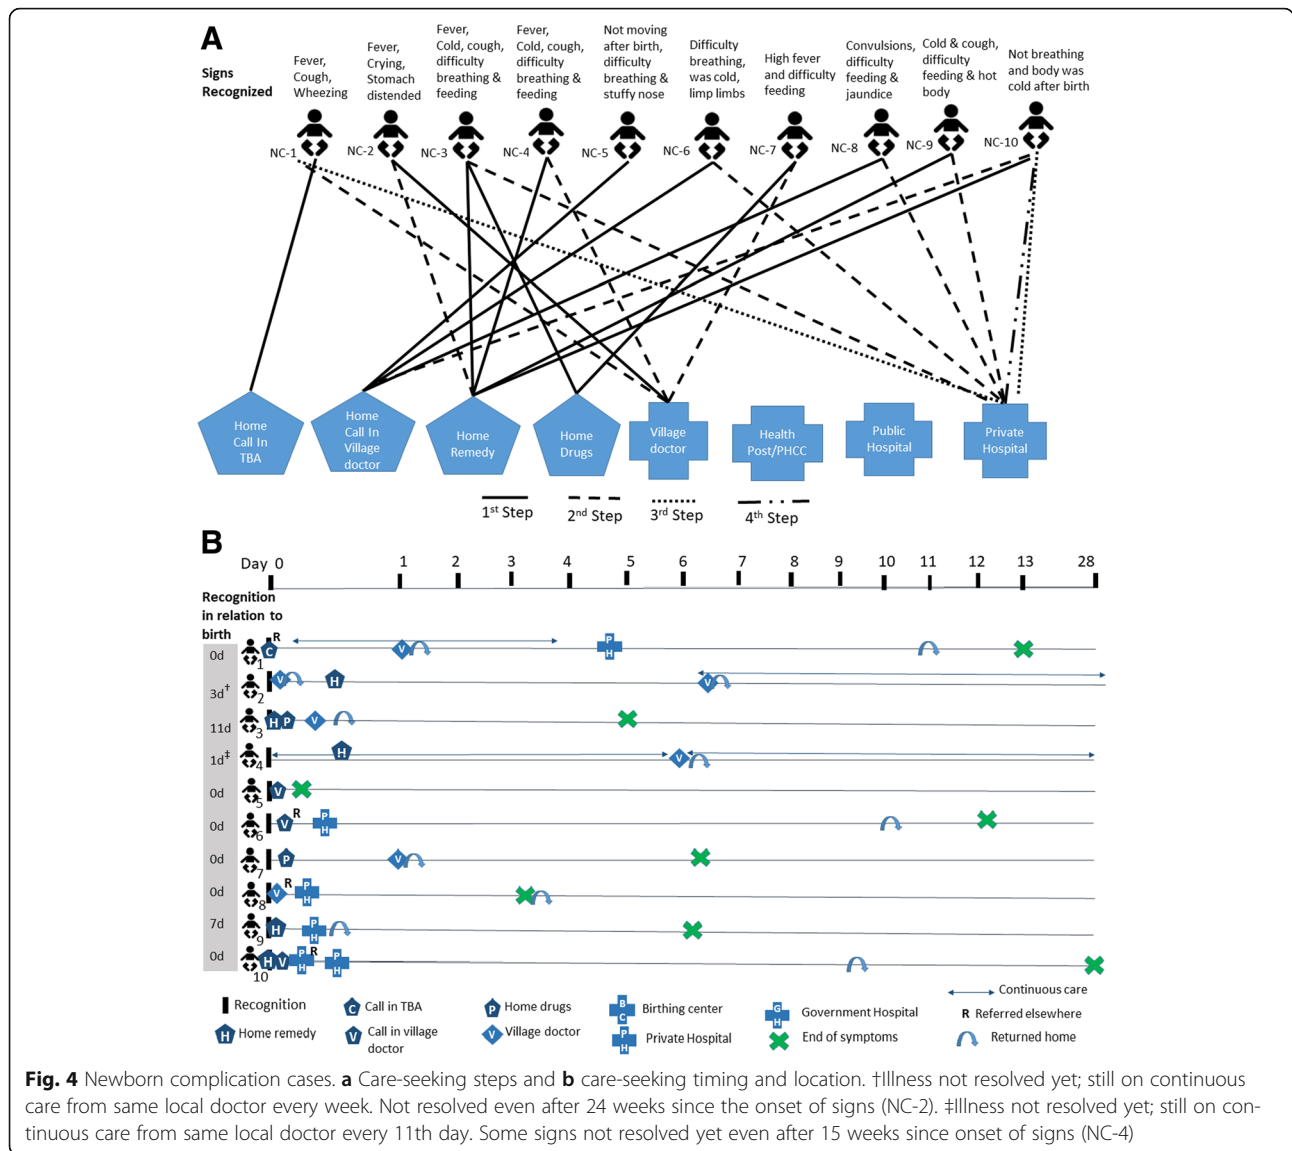 A
Signs
Recognized
Fever,
Cough,
Wheezing
Fever,
Crying,
Stomach
distended
Fever,
Cold, cough,
difficulty
breathing &
feeding
Fever,
Cold, cough,
difficulty
breathing &
feeding
Not moving
after birth,
difficulty
breathing &
stuffy nose
Difficulty
breathing,
was cold,
limp limbs
High fever
and difficulty
feeding
Convulsions,
difficulty
feeding &
jaundice
Cold & cough,
difficulty
feeding & hot
body
Not breathing
and body was
cold after birth
NC-1
NC-2
NC-3
NC-4
NC-5
NC-6
NC-7
NC-8
NC-9
NC-10
Home
Call In
TBA
Home
Call In
Village
doctor
Home
Remedy
Home
Drugs
Village
doctor
Health
Post/PHCC
Public
Hospital
Private
Hospital
1st Step
2nd Step
3rd Step
4th Step
B
Day 0 1 2 3 4 5 6 7 8 9 10 11 12 13 28
Recognition
in relation to
birth
0d 1 C R V P H
3d† 2 V H V
11d 3 H P V
1d‡ 4 H V
0d 5 V
0d 6 V R P H
0d 7 P V
0d 8 V R P H
7d 9 H P H
0d 10 H V P H R P H
Recognition
C Call in TBA
P Home drugs
B C Birthing center
G H Government Hospital
Continuous care
R Referred elsewhere
H Home remedy
V Call in village
doctor
V Village doctor
P H Private Hospital
End of symptoms
Returned home
Fig. 4 Newborn complication cases. a Care-seeking steps and b care-seeking timing and location. †Illness not resolved yet; still on continuous
care from same local doctor every week. Not resolved even after 24 weeks since the onset of signs (NC-2). ‡Illness not resolved yet; still on con-
tinuous care from same local doctor every 11th day. Some signs not resolved yet even after 15 weeks since onset of signs (NC-4)